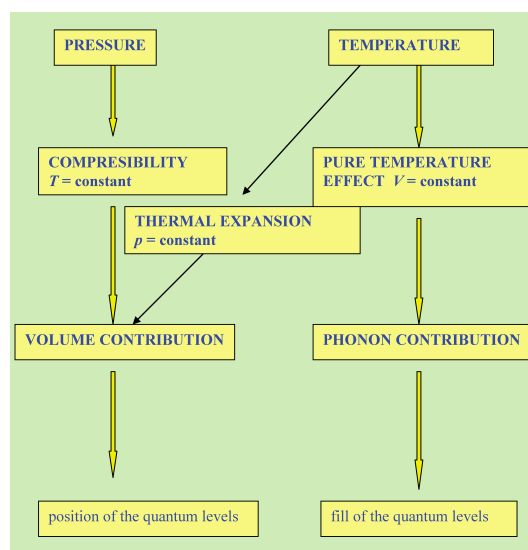 PRESSURE
TEMPERATURE
COMPRESIBILITY
T = constant
PURE TEMPERATURE
EFFECT V = constant
THERMAL EXPANSION
p = constant
VOLUME CONTRIBUTION
PHONON CONTRIBUTION
position of the quantum levels
fill of the quantum levels